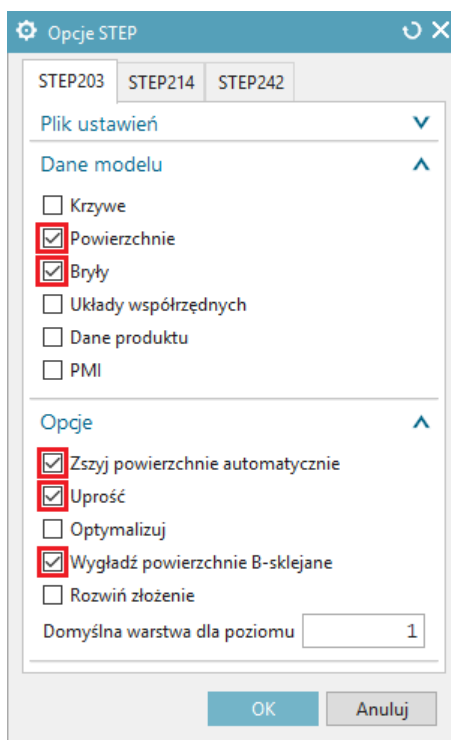 Opcje STEP
STEP203 STEP214 STEP242
Plik ustawień
Dane modelu
Krzywe
Powierzchnie
Bryły
Układy współrzędnych
Dane produktu
PMI
Opcje
Zszyj powierzchnie automatycznie
Uprość
Optymalizuj
Wygładź powierzchnie B-sklejane
Rozwiń złożenie
Domyślna warstwa dla poziomu 1
OK Anuluj